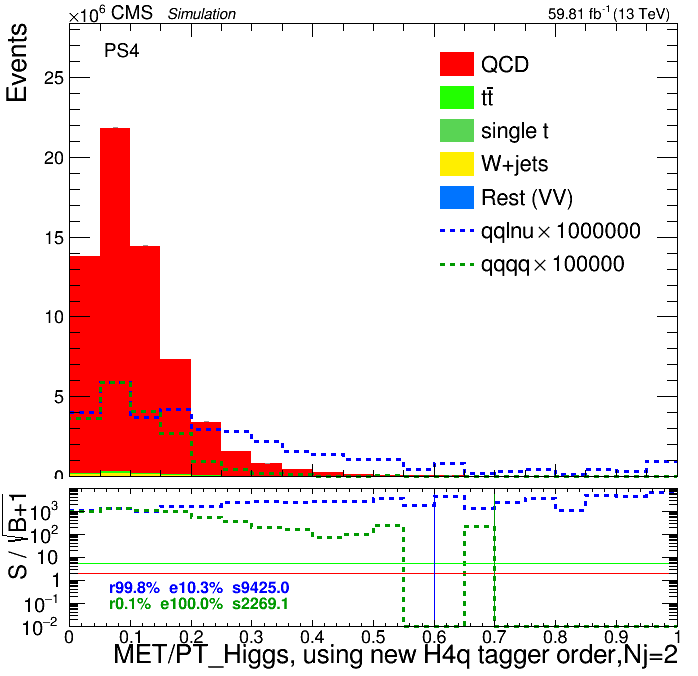 ×10⁶ CMS Simulation 59.81 fb⁻¹ (13 TeV)
Events
PS4
QCD
tt̄
single t
W+jets
Rest (VV)
qqlnu × 1000000
qqqq × 100000
25
20
15
10
5
0
S / √B+1
10³
10²
10
1
10⁻¹
10⁻²
r99.8% e10.3% s9425.0
r0.1% e100.0% s2269.1
0 0.1 0.2 0.3 0.4 0.5 0.6 0.7 0.8 0.9 1
MET/PT_Higgs, using new H4q tagger order,Nj=2